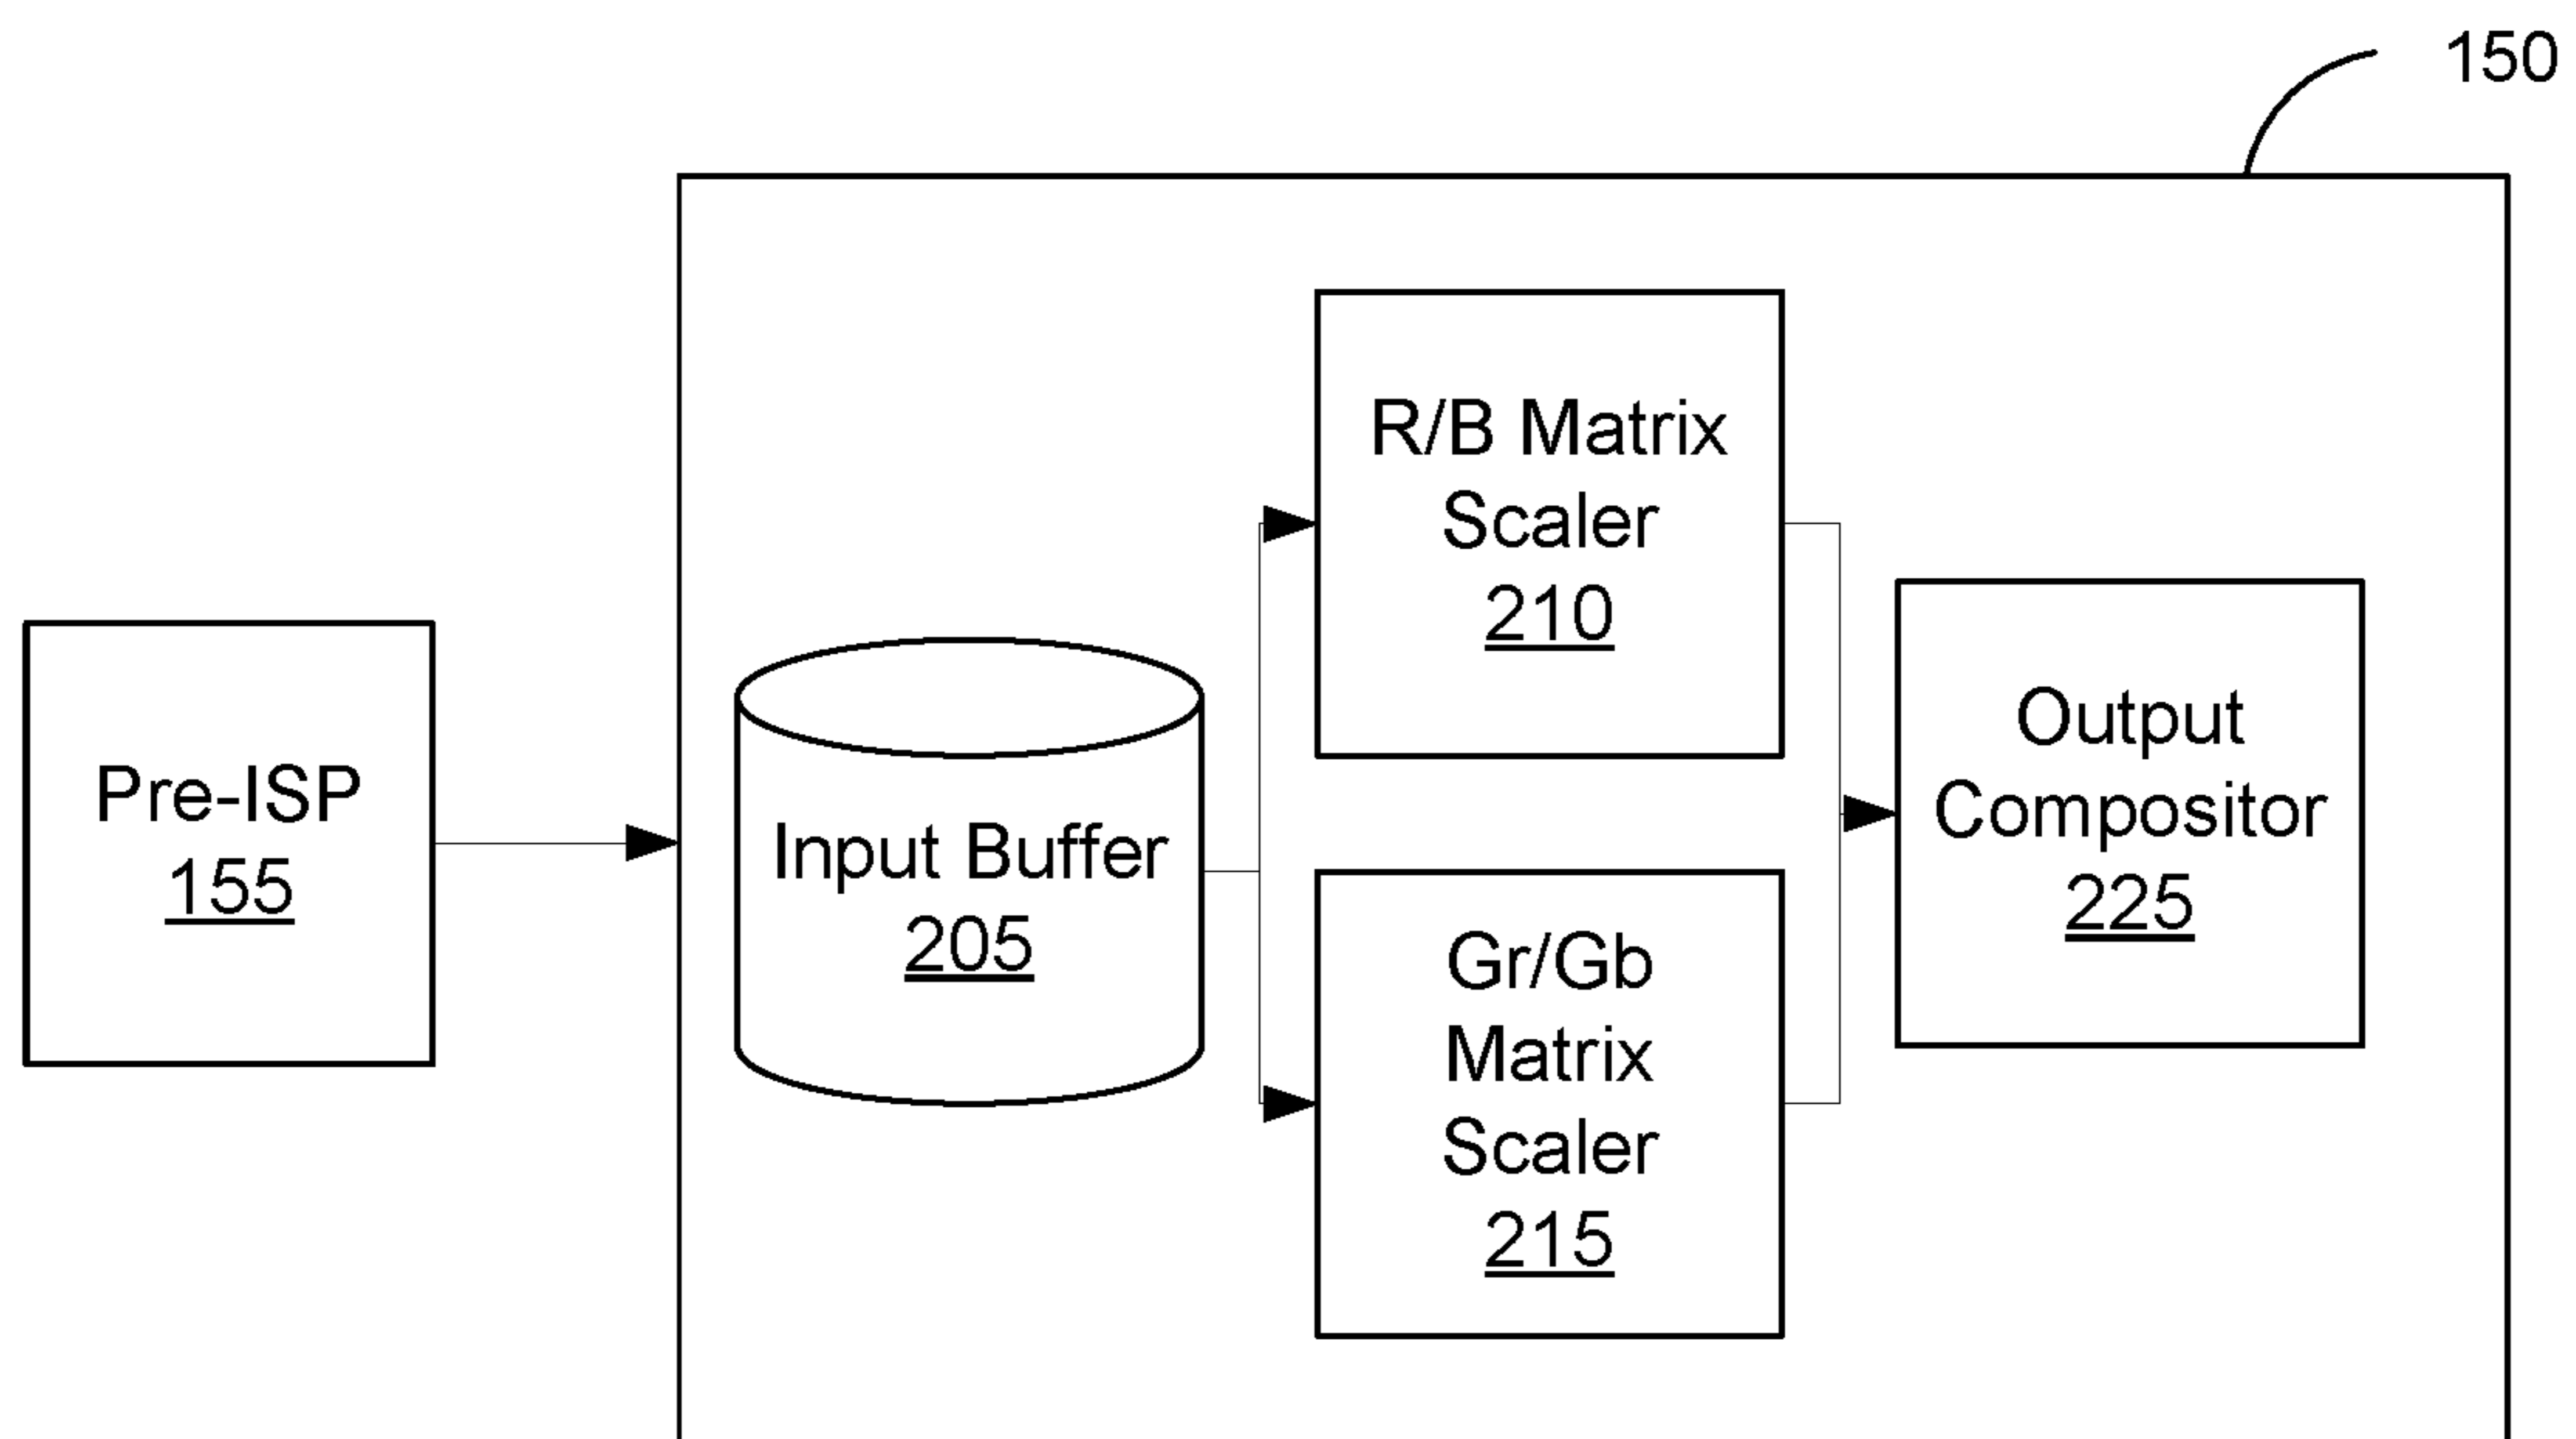 150
Pre-ISP
155
Input Buffer
205
R/B Matrix
Scaler
210
Gr/Gb
Matrix
Scaler
215
Output
Compositor
225